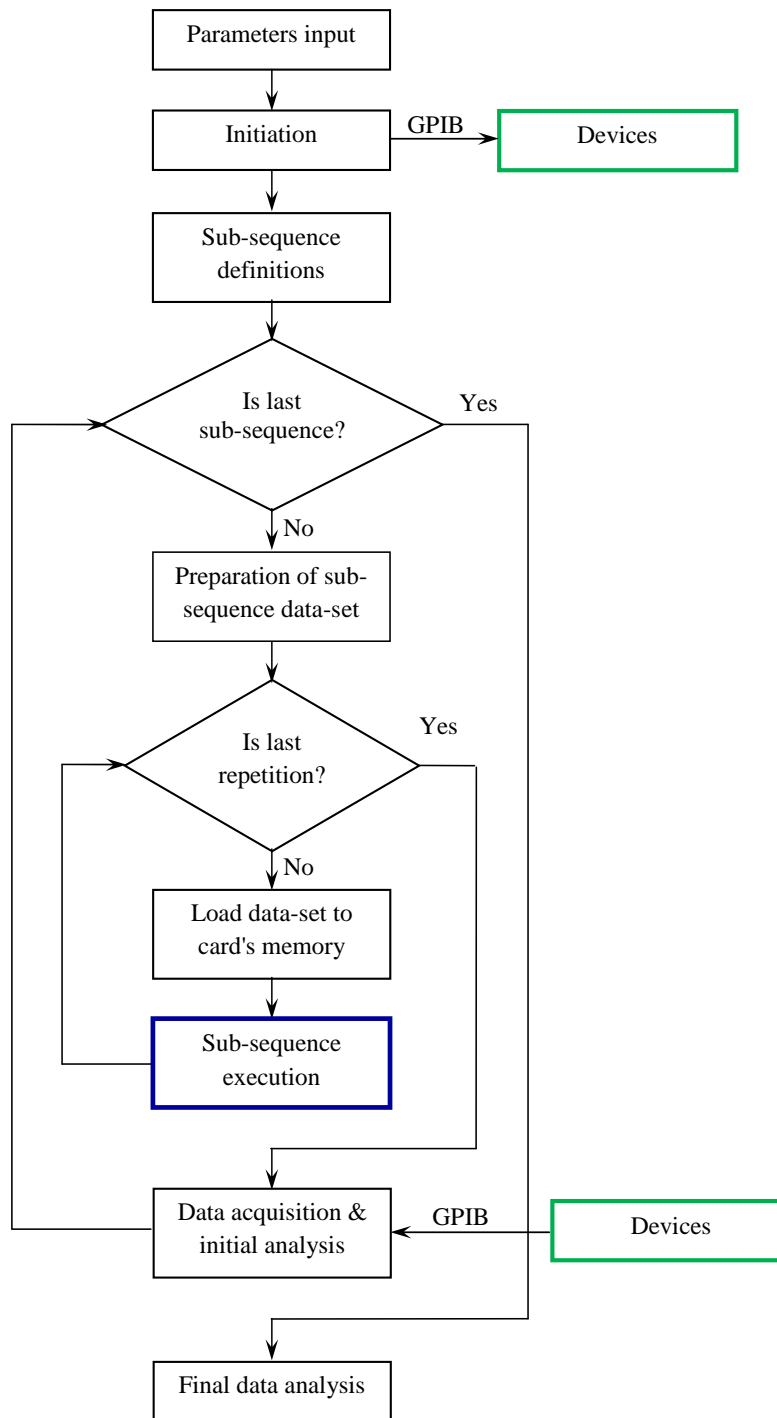 Parameters input
Initiation
GPIB
Devices
Sub-sequence
definitions
Is last
sub-sequence?
Yes
No
Preparation of sub-
sequence data-set
Is last
repetition?
Yes
No
Load data-set to
card's memory
Sub-sequence
execution
Data acquisition &
initial analysis
GPIB
Devices
Final data analysis